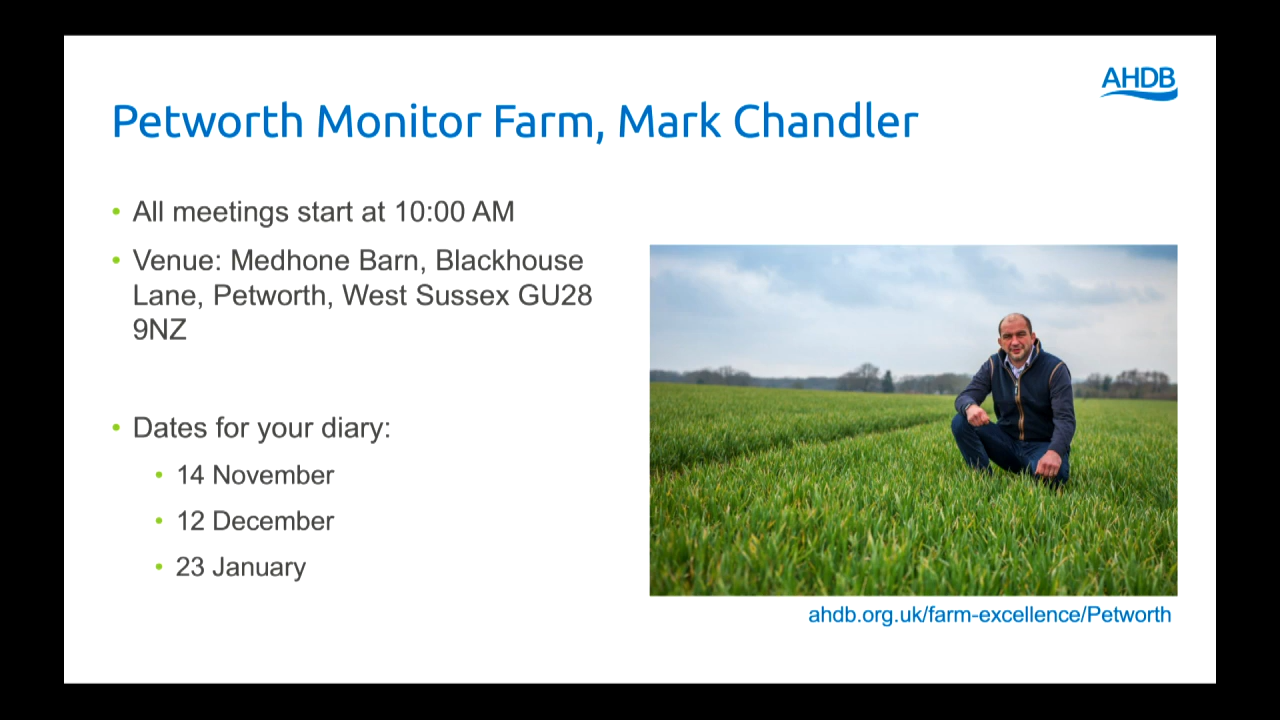 AHDB
Petworth Monitor Farm, Mark Chandler
• All meetings start at 10:00 AM
• Venue: Medhone Barn, Blackhouse
Lane, Petworth, West Sussex GU28
9NZ
• Dates for your diary:
• 14 November
• 12 December
• 23 January
ahdb.org.uk/farm-excellence/Petworth